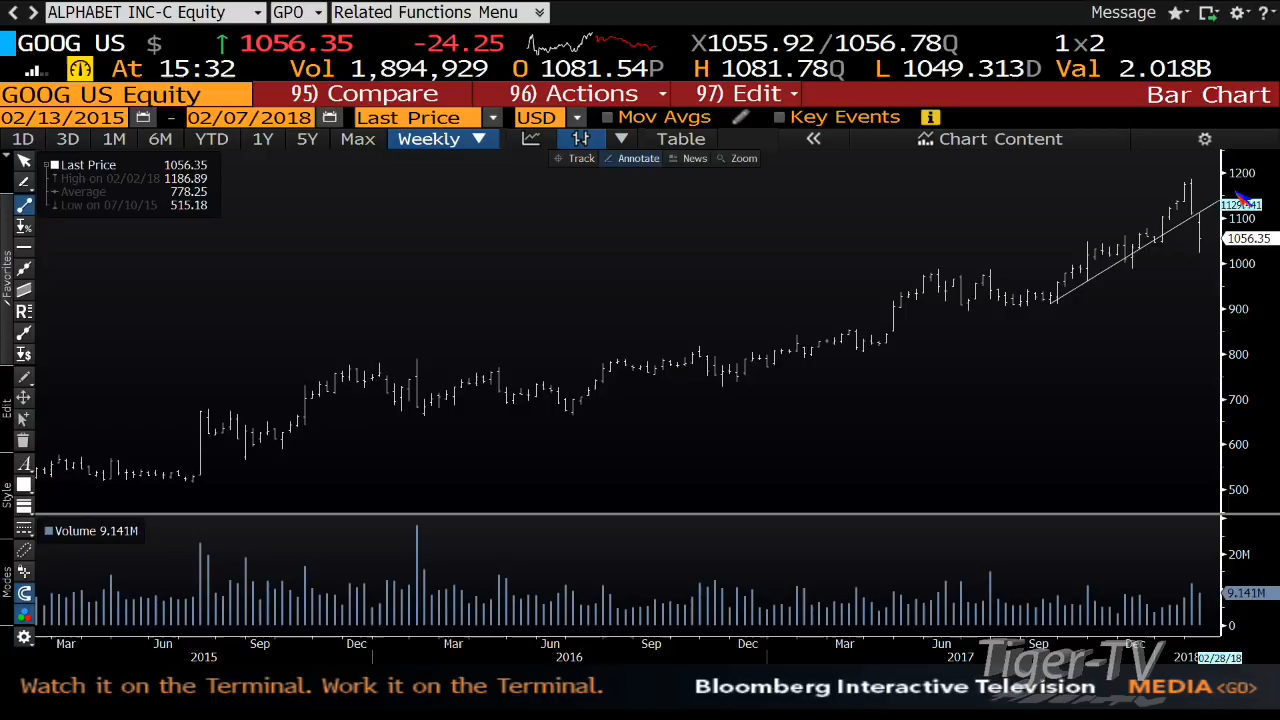 ALPHABET INC-C Equity GPO Related Functions Menu Message
GOOG US $ ↑ 1056.35 -24.25 X1055.92/1056.78Q 1x2
At 15:32 Vol 1,894,929 O 1081.54P H 1081.78Q L 1049.313D Val 2.018B
GOOG US Equity 95) Compare 96) Actions 97) Edit Bar Chart
02/13/2015 - 02/07/2018 Last Price USD Mov Avgs Key Events
1D 3D 1M 6M YTD 1Y 5Y Max Weekly Table Chart Content
Track Annotate News Zoom
Last Price 1056.35
High on 02/02/18 1186.89
Average 778.25
Low on 07/10/15 515.18
Favorites
Edit
Style
Modes
1200
1100
1056.35
1000
900
800
700
600
500
Volume 9.141M
20M
9.141M
0
Mar Jun Sep Dec Mar Jun Sep Dec Mar Jun Sep Dec
2015 2016 2017 2018 02/28/18
Tiger-TV
Watch it on the Terminal. Work it on the Terminal. Bloomberg Interactive Television MEDIA <GO>